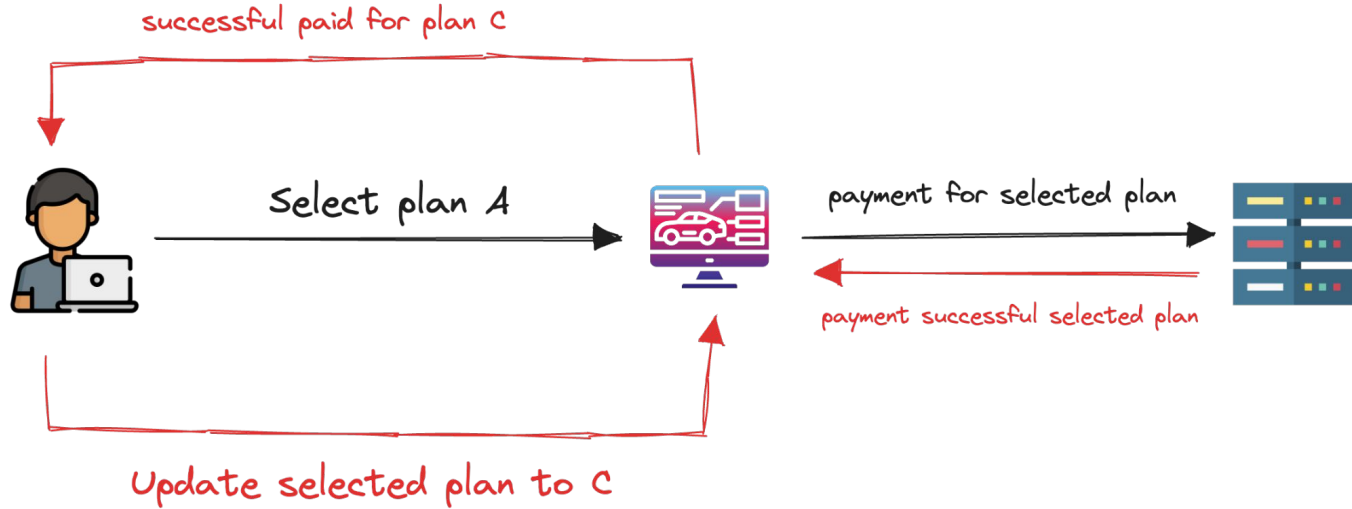 successful paid for plan C
Select plan A
payment for selected plan
payment successful selected plan
Update selected plan to C